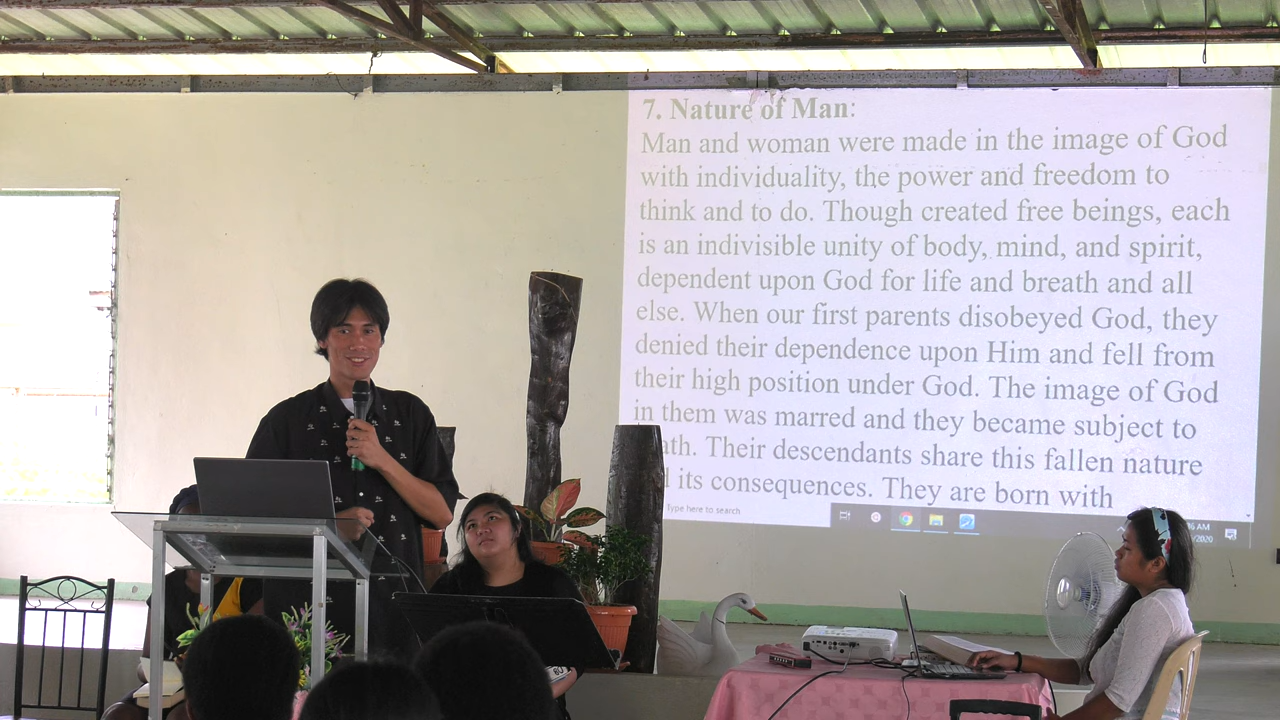 7. Nature of Man:
Man and woman were made in the image of God
with individuality, the power and freedom to
think and to do. Though created free beings, each
is an indivisible unity of body, mind, and spirit,
dependent upon God for life and breath and all
else. When our first parents disobeyed God, they
denied their dependence upon Him and fell from
their high position under God. The image of God
in them was marred and they became subject to
ath. Their descendants share this fallen nature
its consequences. They are born with
Type here to search
AM
/2020